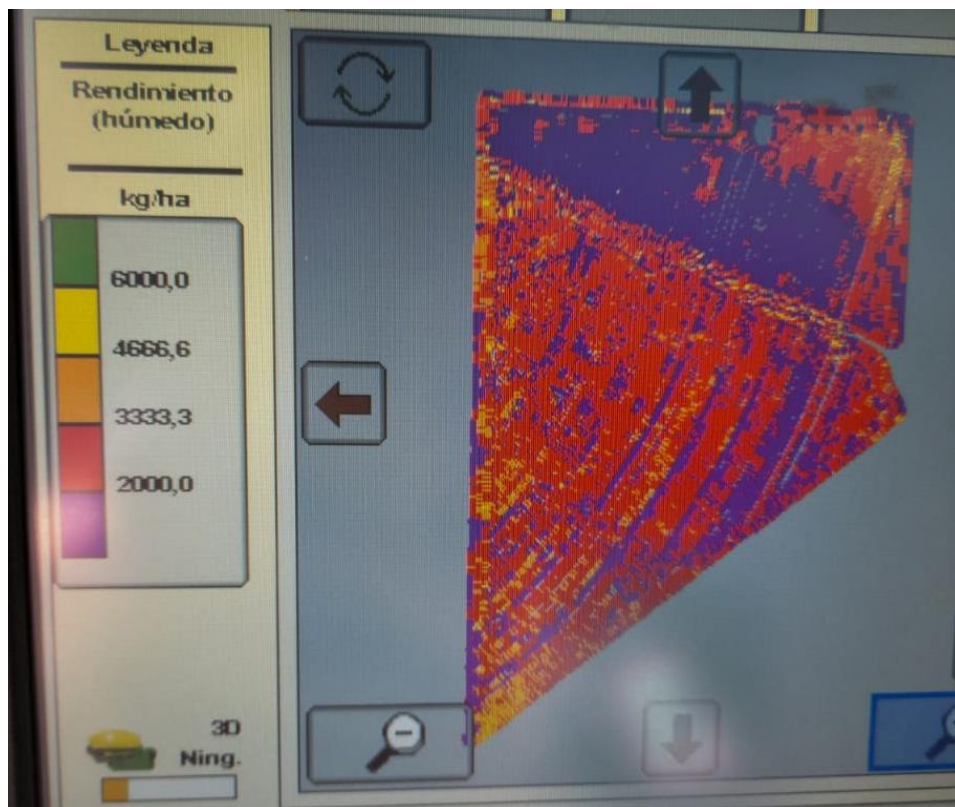 Leyenda
Rendimiento
(húmedo)
kg/ha
6000,0
4666,6
3333,3
2000,0
3D
Ning.